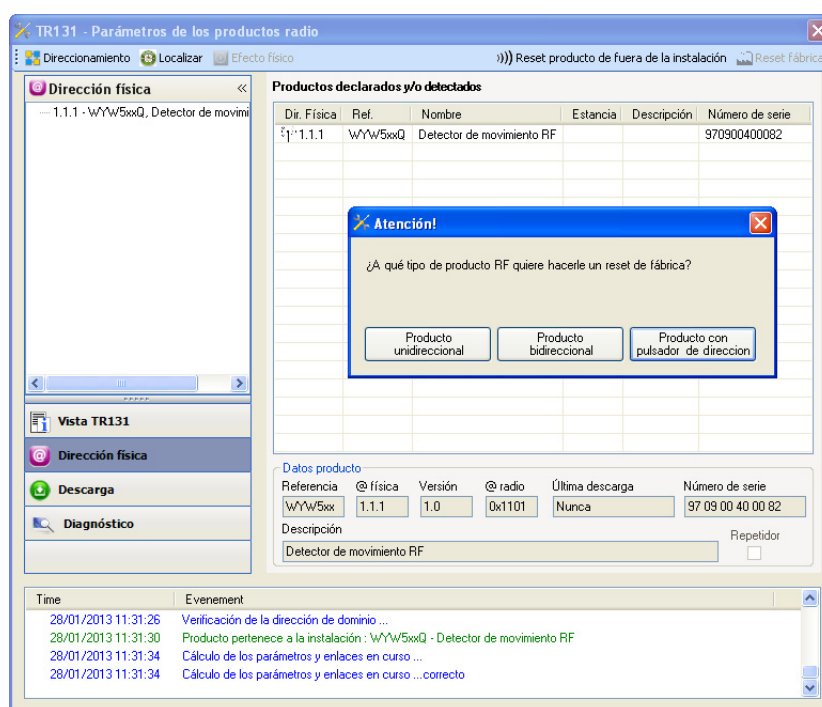 TR131 - Parámetros de los productos radio
Direccionamiento Localizar Efecto físico ))) Reset producto de fuera de la instalación Reset fábrica
Dirección física «
1.1.1 - WYW5xxQ, Detector de movimi
Productos declarados y/o detectados
Dir. Física Ref. Nombre Estancia Descripción Número de serie
1.1.1 WYW5xxQ Detector de movimiento RF 970900400082
Atención!
¿A qué tipo de producto RF quiere hacerle un reset de fábrica?
Producto unidireccional
Producto bidireccional
Producto con pulsador de direccion
Vista TR131
Dirección física
Descarga
Diagnóstico
Datos producto
Referencia @ física Versión @ radio Última descarga Número de serie
WYW5xx 1.1.1 1.0 0x1101 Nunca 97 09 00 40 00 82
Descripción
Repetidor
Detector de movimiento RF
Time Evenement
28/01/2013 11:31:26 Verificación de la dirección de dominio ...
28/01/2013 11:31:30 Producto pertenece a la instalación : WYW5xxQ - Detector de movimiento RF
28/01/2013 11:31:34 Cálculo de los parámetros y enlaces en curso ...
28/01/2013 11:31:34 Cálculo de los parámetros y enlaces en curso ...correcto